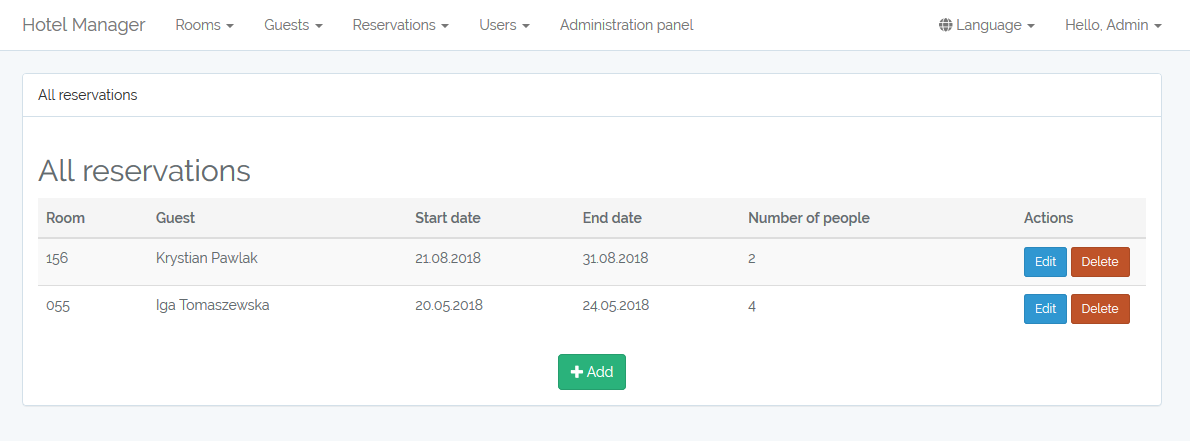 Hotel Manager Rooms Guests Reservations Users Administration panel Language Hello, Admin
All reservations
All reservations
Room Guest Start date End date Number of people Actions
156 Krystian Pawlak 21.08.2018 31.08.2018 2 Edit Delete
055 Iga Tomaszewska 20.05.2018 24.05.2018 4 Edit Delete
Add